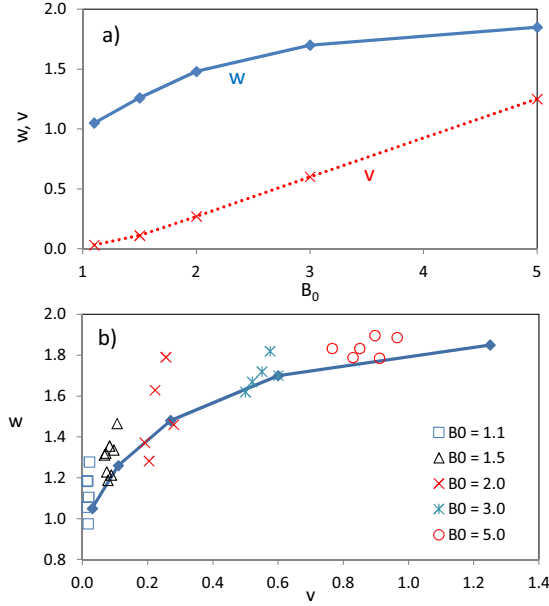 2.0
a)
1.5
w
w, v
1.0
0.5
v
0.0
1 2 3 4 5
B₀
2.0
b)
1.8
1.6
w
1.4
1.2
1.0
0.8
B0 = 1.1
B0 = 1.5
B0 = 2.0
B0 = 3.0
B0 = 5.0
0.0 0.2 0.4 0.6 0.8 1.0 1.2 1.4
v